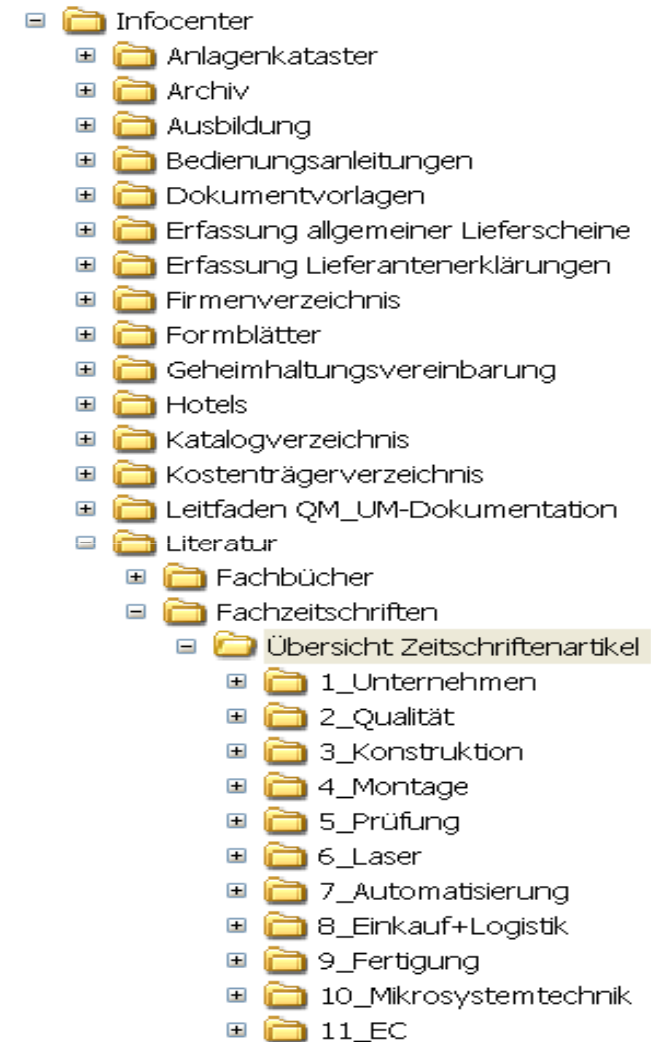 Infocenter
Anlagenkataster
Archiv
Ausbildung
Bedienungsanleitungen
Dokumentvorlagen
Erfassung allgemeiner Lieferscheine
Erfassung Lieferantenerklärungen
Firmenverzeichnis
Formblätter
Geheimhaltungsvereinbarung
Hotels
Katalogverzeichnis
Kostenträgerverzeichnis
Leitfaden QM_UM-Dokumentation
Literatur
Fachbücher
Fachzeitschriften
Übersicht Zeitschriftenartikel
1_Unternehmen
2_Qualität
3_Konstruktion
4_Montage
5_Prüfung
6_Laser
7_Automatisierung
8_Einkauf+Logistik
9_Fertigung
10_Mikrosystemtechnik
11_EC